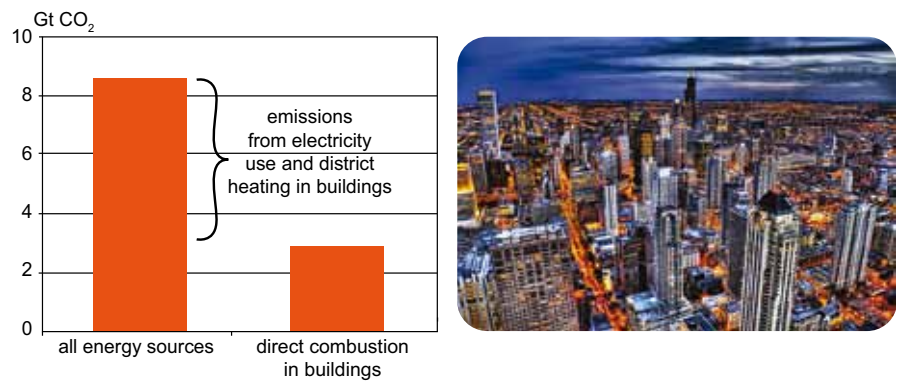 Gt CO₂
10
8
6
4
2
0
emissions
from electricity
use and district
heating in buildings
all energy sources
direct combustion
in buildings